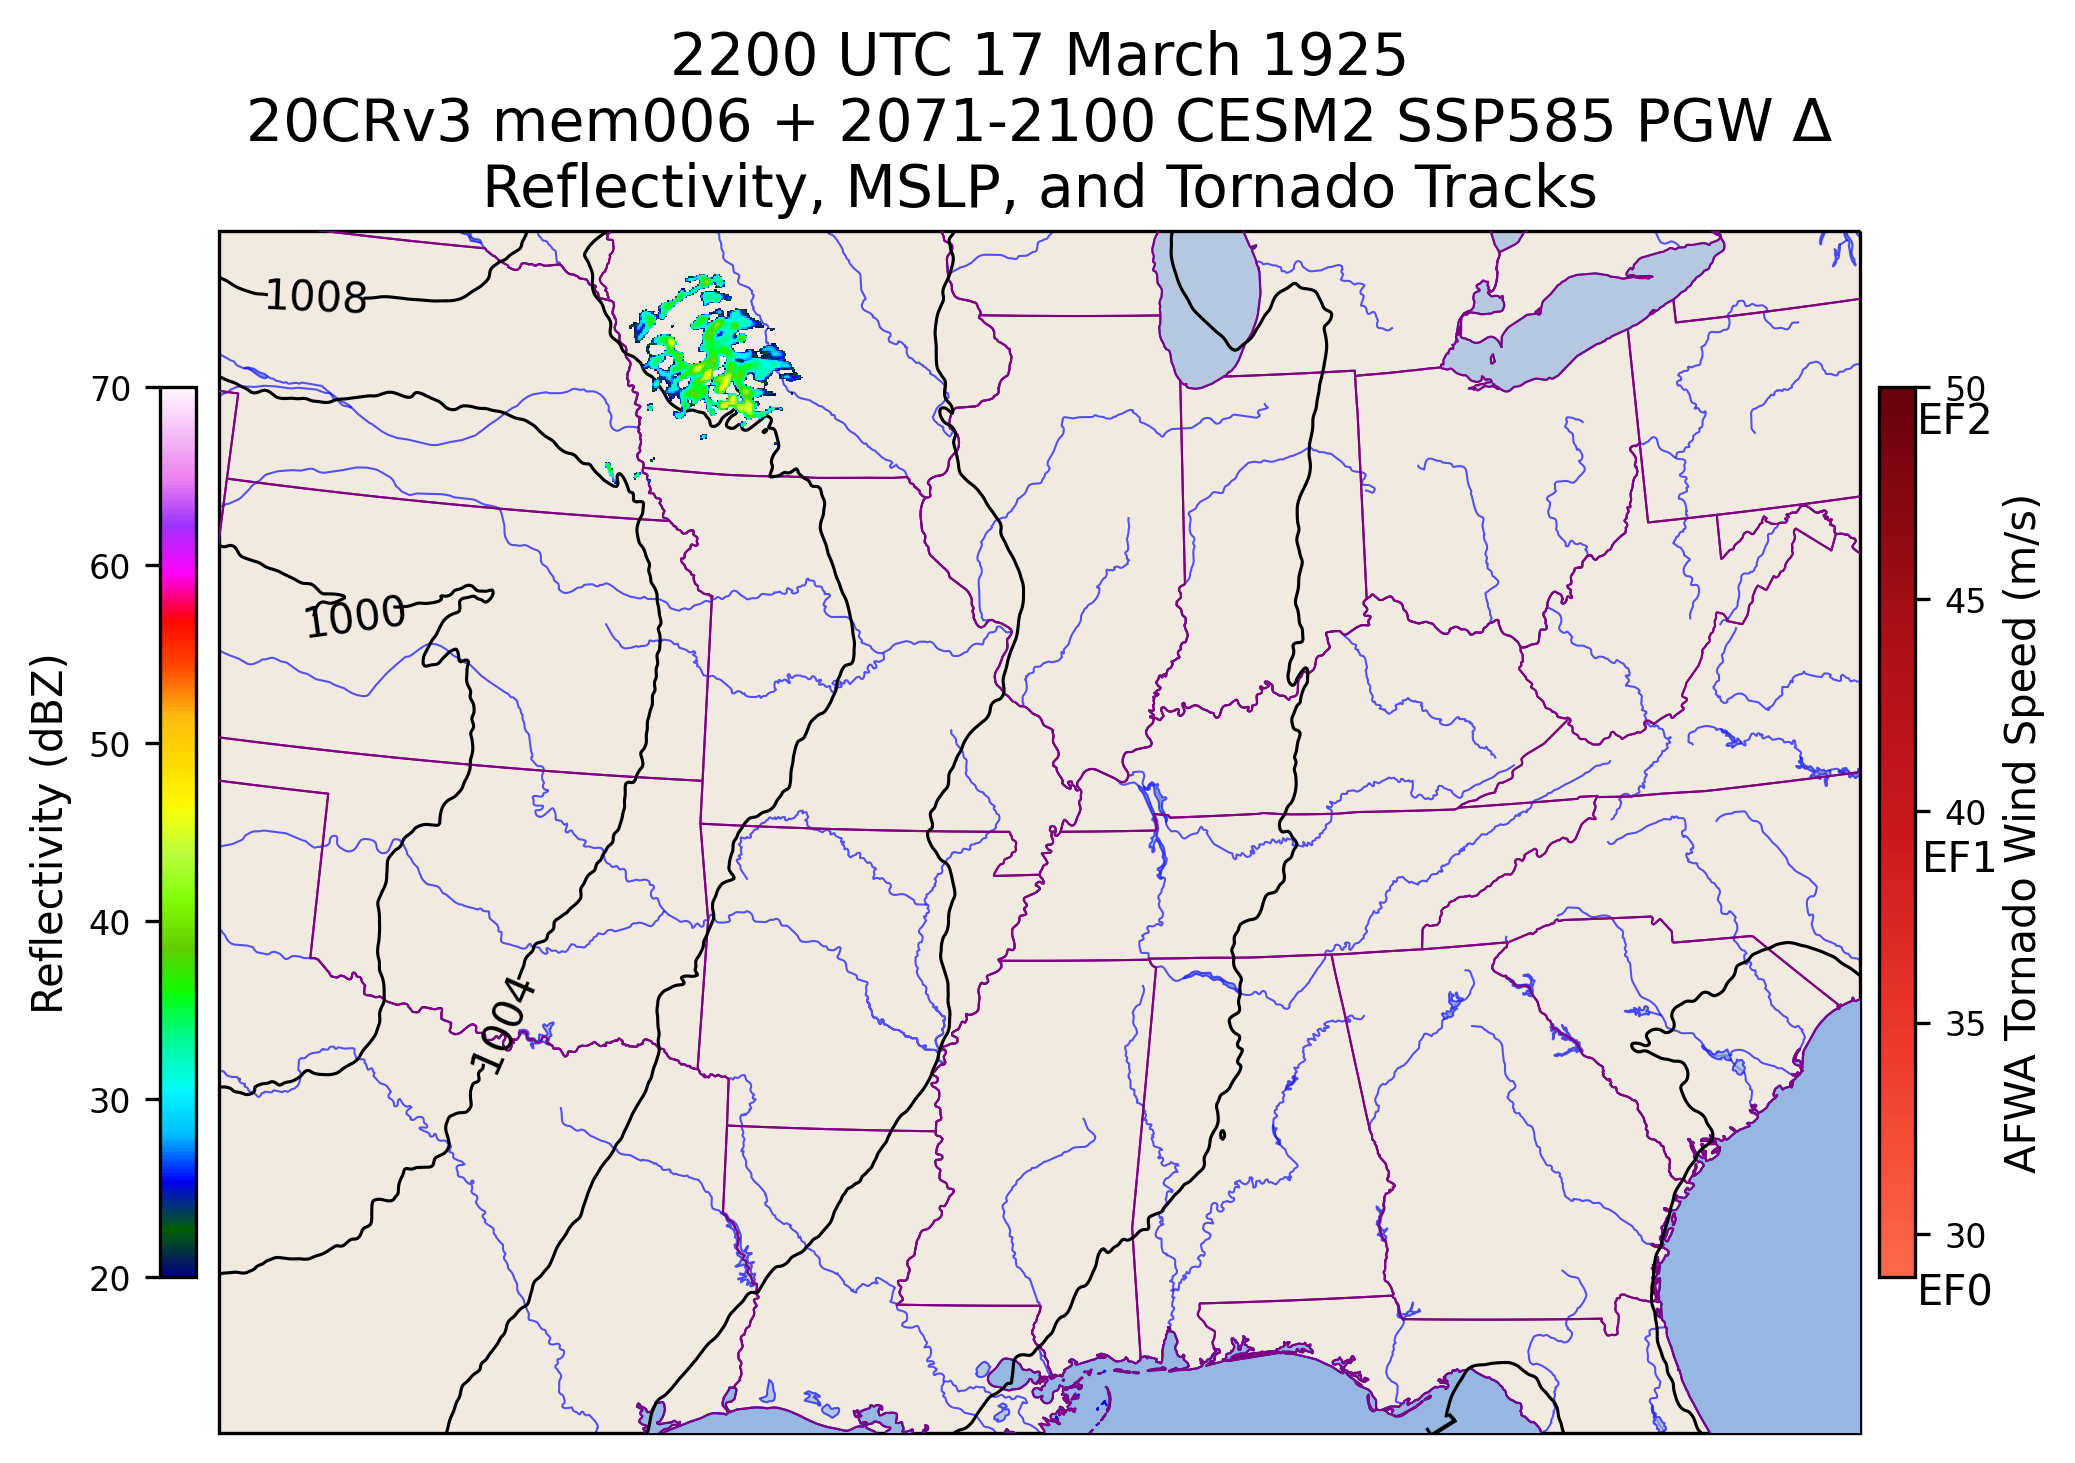 2200 UTC 17 March 1925
20CRv3 mem006 + 2071-2100 CESM2 SSP585 PGW Δ
Reflectivity, MSLP, and Tornado Tracks
1008
1000
1004
Reflectivity (dBZ)
70
60
50
40
30
20
50
EF2
45
40
EF1
35
30
EF0
AFWA Tornado Wind Speed (m/s)